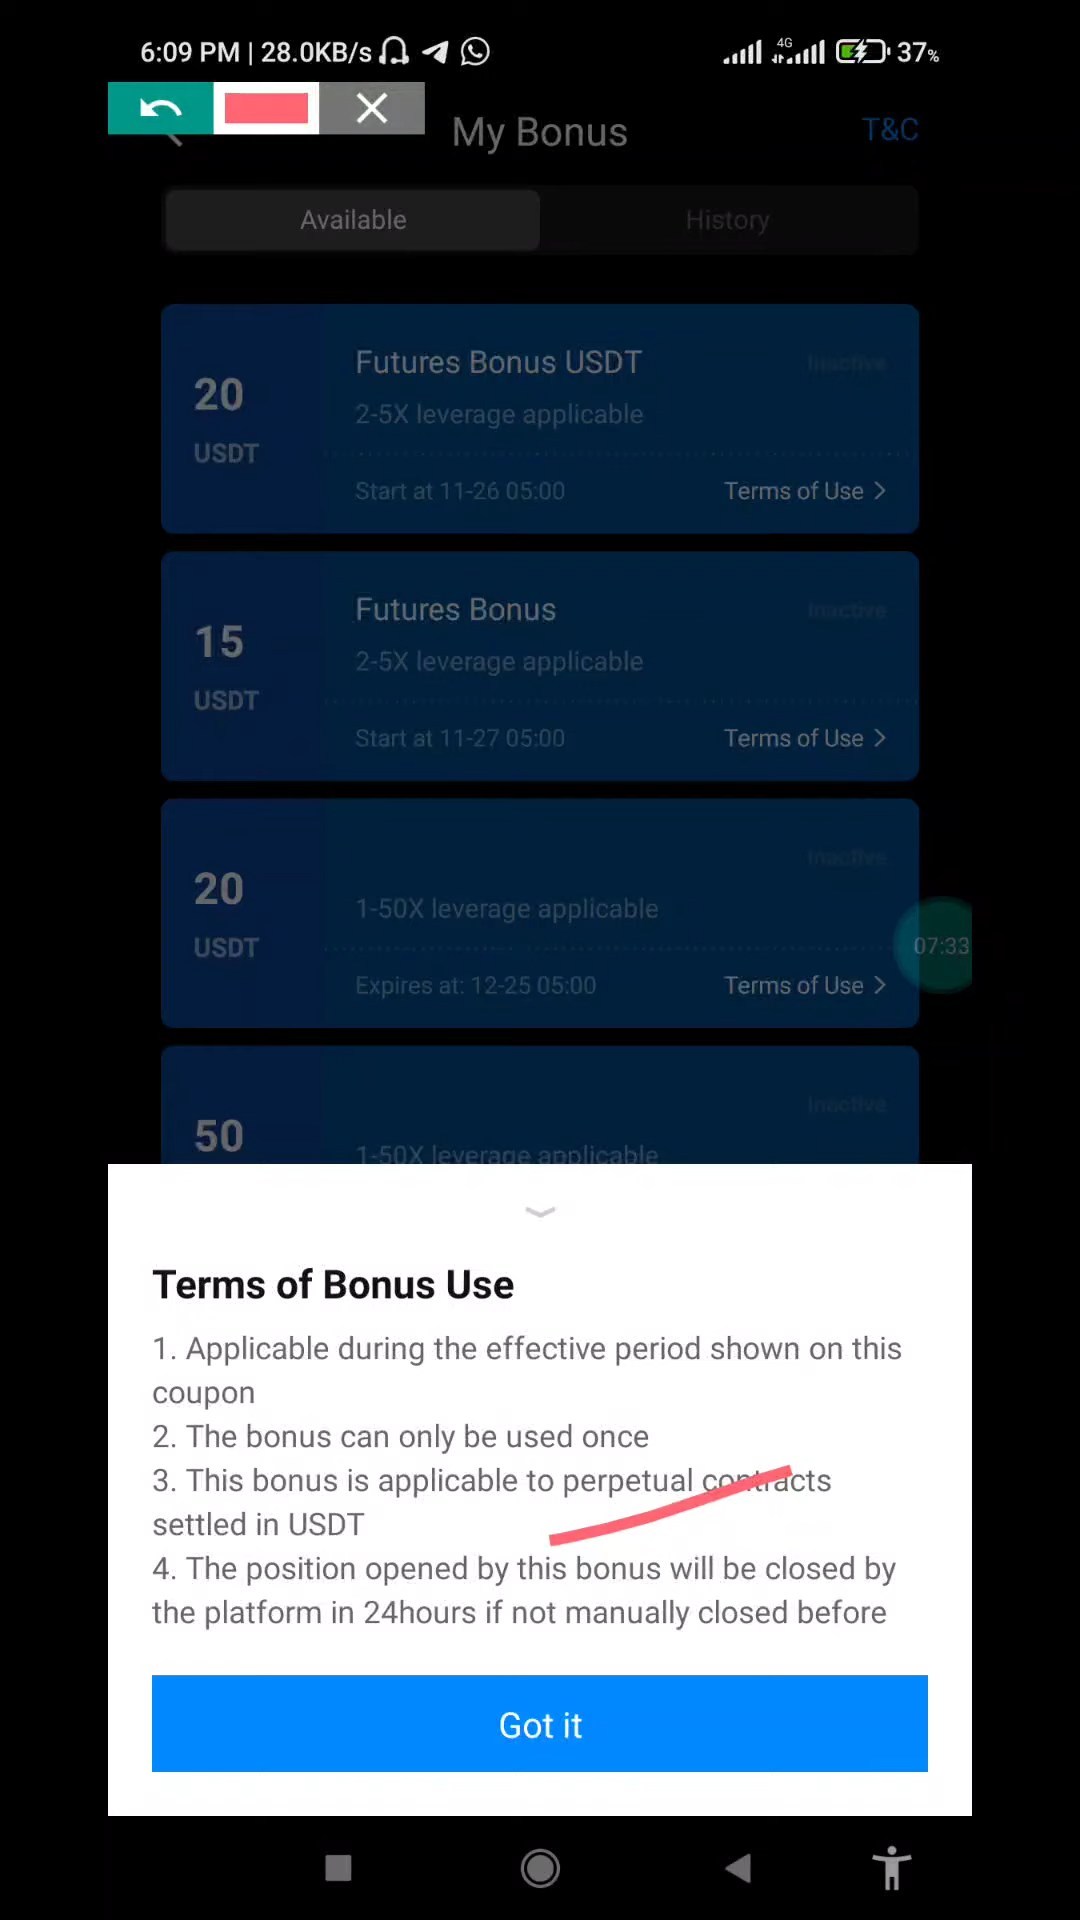 6:09 PM | 28.0KB/s
4G
37%
My Bonus
T&C
Available
History
20
USDT
Futures Bonus USDT
Inactive
2-5X leverage applicable
Start at 11-26 05:00
Terms of Use
15
USDT
Futures Bonus
Inactive
2-5X leverage applicable
Start at 11-27 05:00
Terms of Use
20
USDT
Inactive
1-50X leverage applicable
Expires at: 12-25 05:00
Terms of Use
07:33
50
Inactive
1-50X leverage applicable
Terms of Bonus Use
1. Applicable during the effective period shown on this
coupon
2. The bonus can only be used once
3. This bonus is applicable to perpetual contracts
settled in USDT
4. The position opened by this bonus will be closed by
the platform in 24hours if not manually closed before
Got it